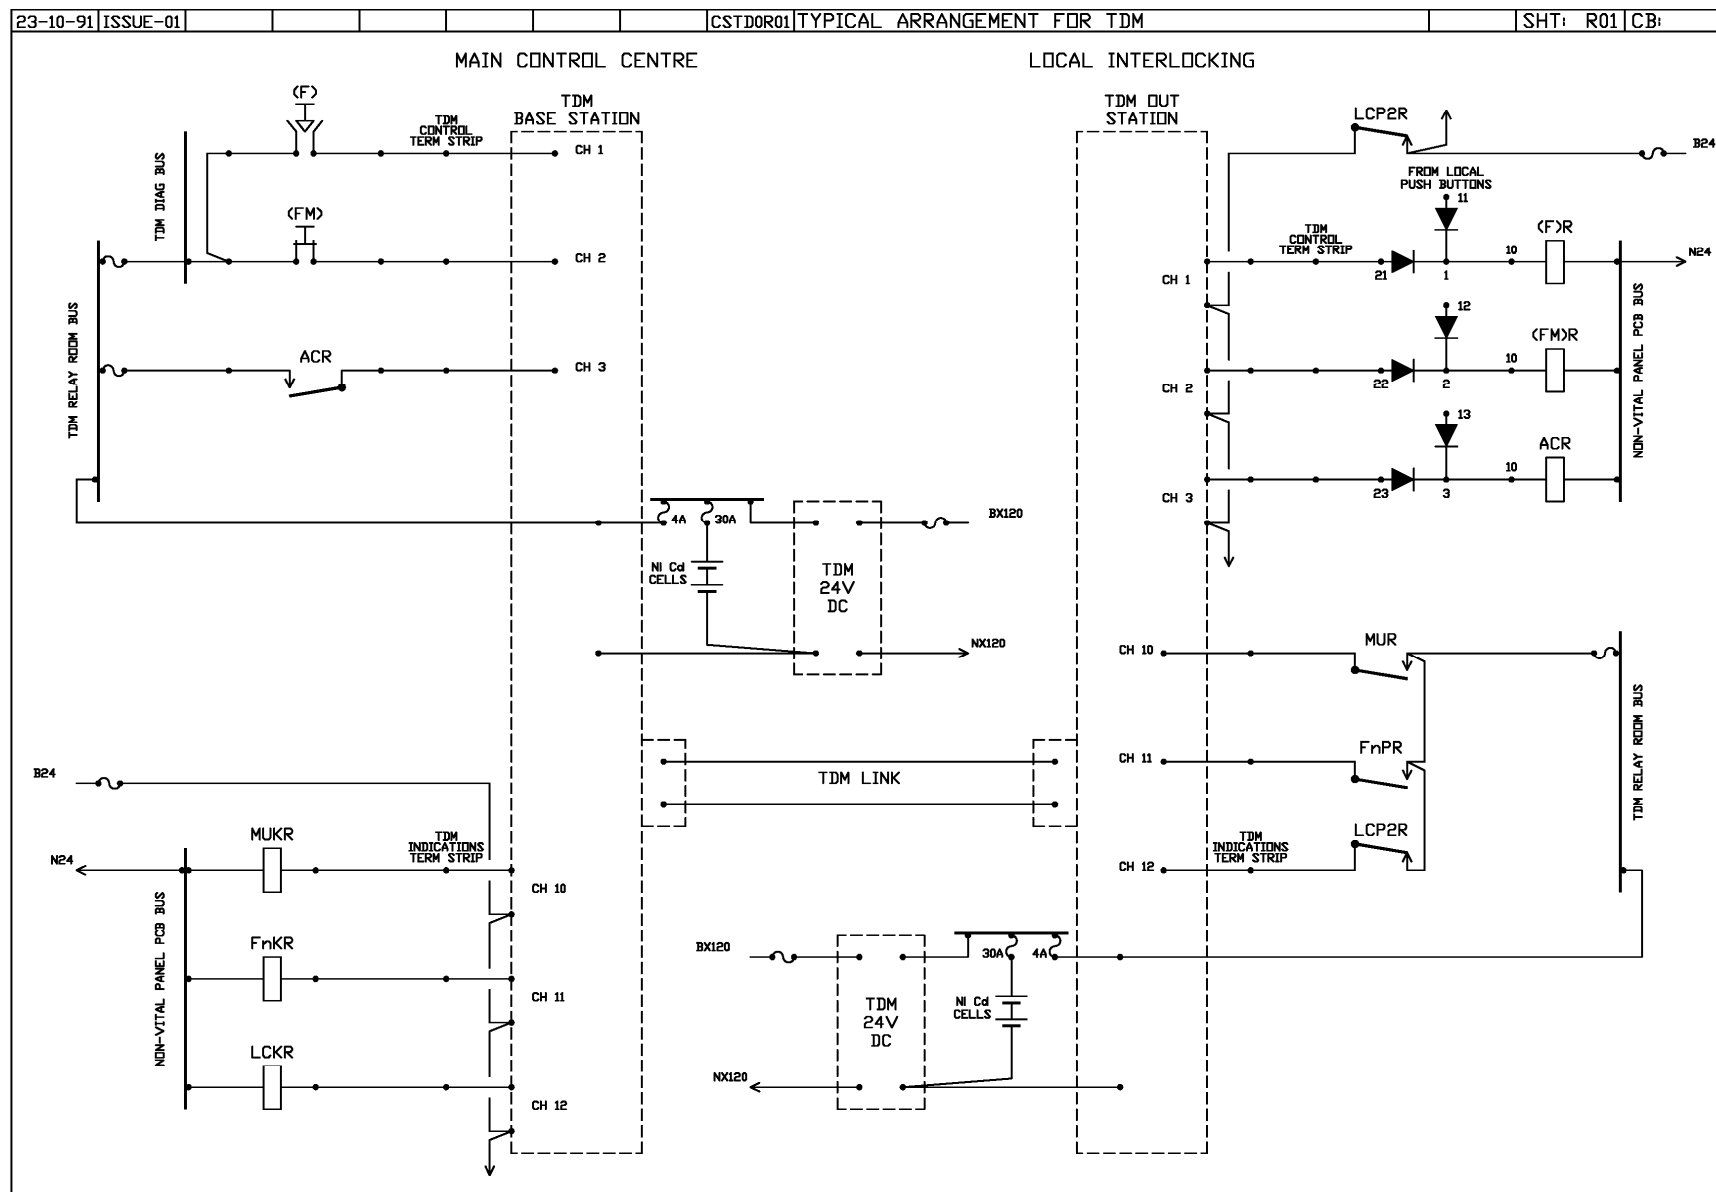 23-10-91 ISSUE-01 CSTD0R01 TYPICAL ARRANGEMENT FOR TDM SHT: R01 CB:
MAIN CONTROL CENTRE
LOCAL INTERLOCKING
(F)
TDM
CONTROL
TERM STRIP
TDM
BASE STATION
CH 1
TDM DIAG BUS
(FM)
CH 2
TDM RELAY ROOM BUS
ACR
CH 3
TDM OUT
STATION
LCP2R
B24
FROM LOCAL
PUSH BUTTONS
11
TDM
CONTROL
TERM STRIP
(F)R
10
N24
21
1
CH 1
12
(FM)R
10
22
2
CH 2
NON-VITAL PANEL PCB BUS
13
ACR
10
23
3
CH 3
4A
30A
BX120
NI Cd
CELLS
TDM
24V
DC
NX120
CH 10
MUR
CH 11
FnPR
TDM RELAY ROOM BUS
TDM LINK
TDM
INDICATIONS
TERM STRIP
CH 12
LCP2R
B24
MUKR
TDM
INDICATIONS
TERM STRIP
N24
CH 10
NON-VITAL PANEL PCB BUS
FnKR
CH 11
LCKR
CH 12
BX120
30A
4A
TDM
24V
DC
NI Cd
CELLS
NX120